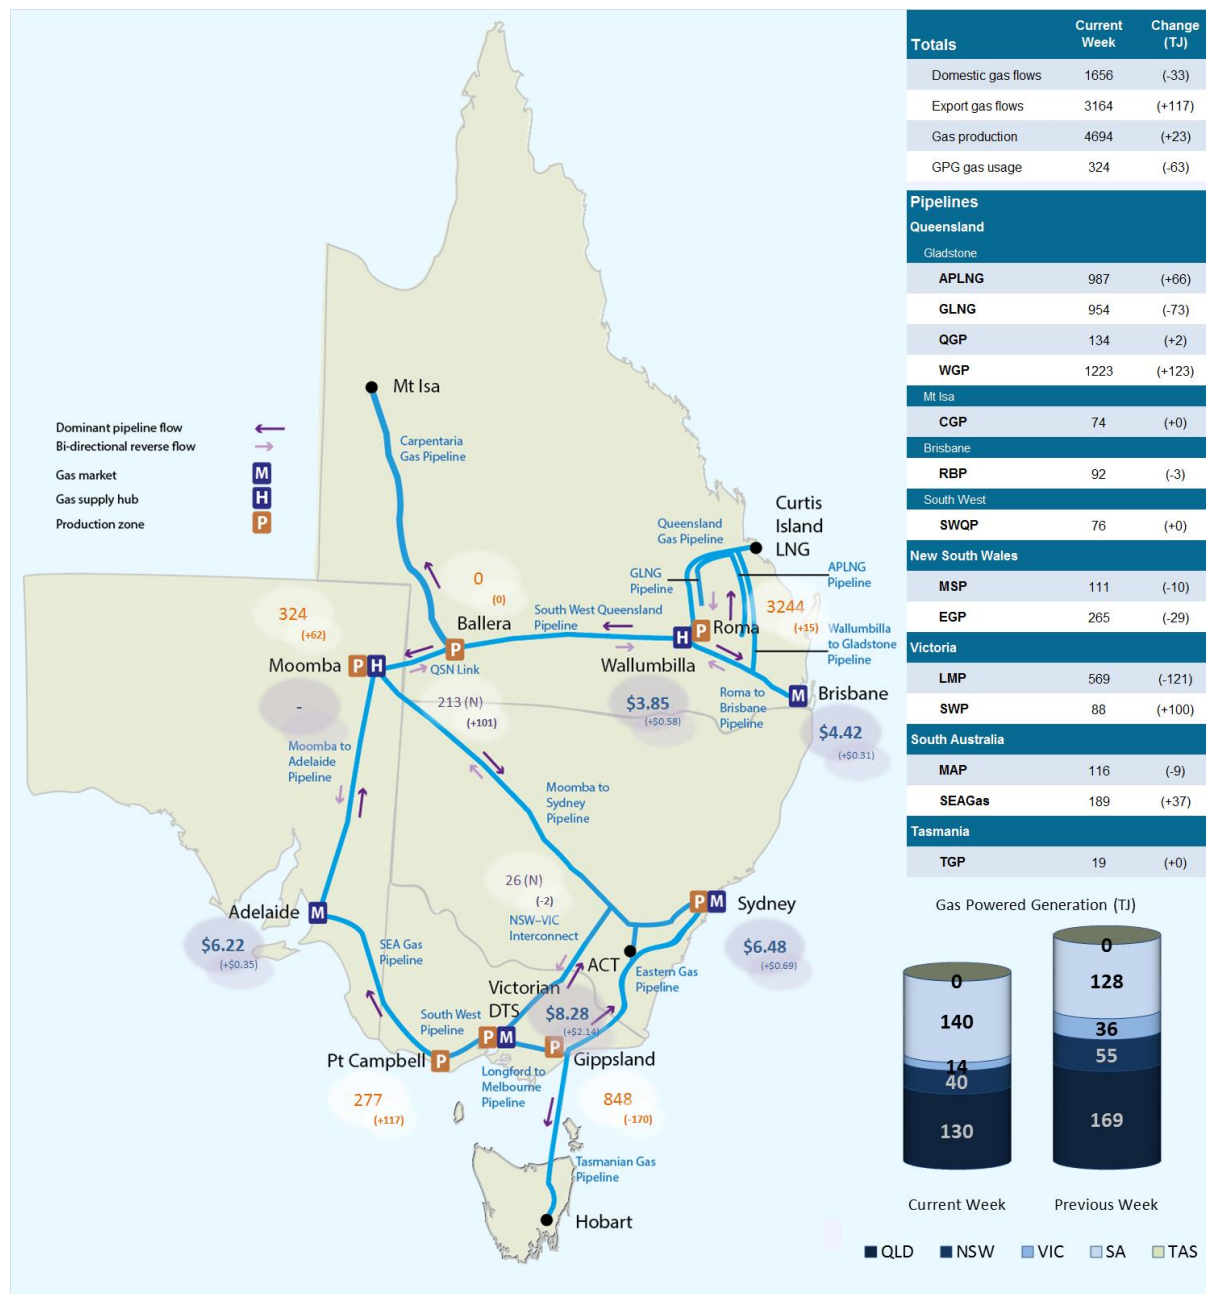 Totals Current Week Change (TJ)
Domestic gas flows 1656 (-33)
Export gas flows 3164 (+117)
Gas production 4694 (+23)
GPG gas usage 324 (-63)
Pipelines
Queensland
Gladstone
APLNG 987 (+66)
GLNG 954 (-73)
QGP 134 (+2)
WGP 1223 (+123)
Mt Isa
CGP 74 (+0)
Brisbane
RBP 92 (-3)
South West
SWQP 76 (+0)
New South Wales
MSP 111 (-10)
EGP 265 (-29)
Victoria
LMP 569 (-121)
SWP 88 (+100)
South Australia
MAP 116 (-9)
SEAGas 189 (+37)
Tasmania
TGP 19 (+0)
Dominant pipeline flow
Bi-directional reverse flow
Gas market M
Gas supply hub H
Production zone P
Mt Isa
Carpentaria
Gas Pipeline
Curtis
Island
LNG
Queensland
Gas Pipeline
GLNG
Pipeline
APLNG
Pipeline
3244
(+15)
Wallumbilla
to Gladstone
Pipeline
0
(0)
Ballera
P
South West Queensland
Pipeline
H
P
Roma
Wallumbilla
324
(+62)
Moomba
P
H
QSN Link
-
213 (N)
(+101)
$3.85
(+$0.58)
Roma to
Brisbane
Pipeline
M
Brisbane
$4.42
(+$0.31)
Moomba to
Adelaide
Pipeline
Moomba to
Sydney
Pipeline
26 (N)
(-2)
NSW–VIC
Interconnect
P
M
Sydney
$6.48
(+$0.69)
Adelaide
M
$6.22
(+$0.35)
SEA Gas
Pipeline
ACT
Eastern Gas
Pipeline
Victorian
DTS
$8.28
(+$2.14)
South West
Pipeline
P
M
P
Gippsland
Pt Campbell
P
Longford to
Melbourne
Pipeline
277
(+117)
848
(-170)
Tasmanian Gas
Pipeline
Hobart
Gas Powered Generation (TJ)
0
140
14
40
130
0
128
36
55
169
Current Week
Previous Week
QLD NSW VIC SA TAS